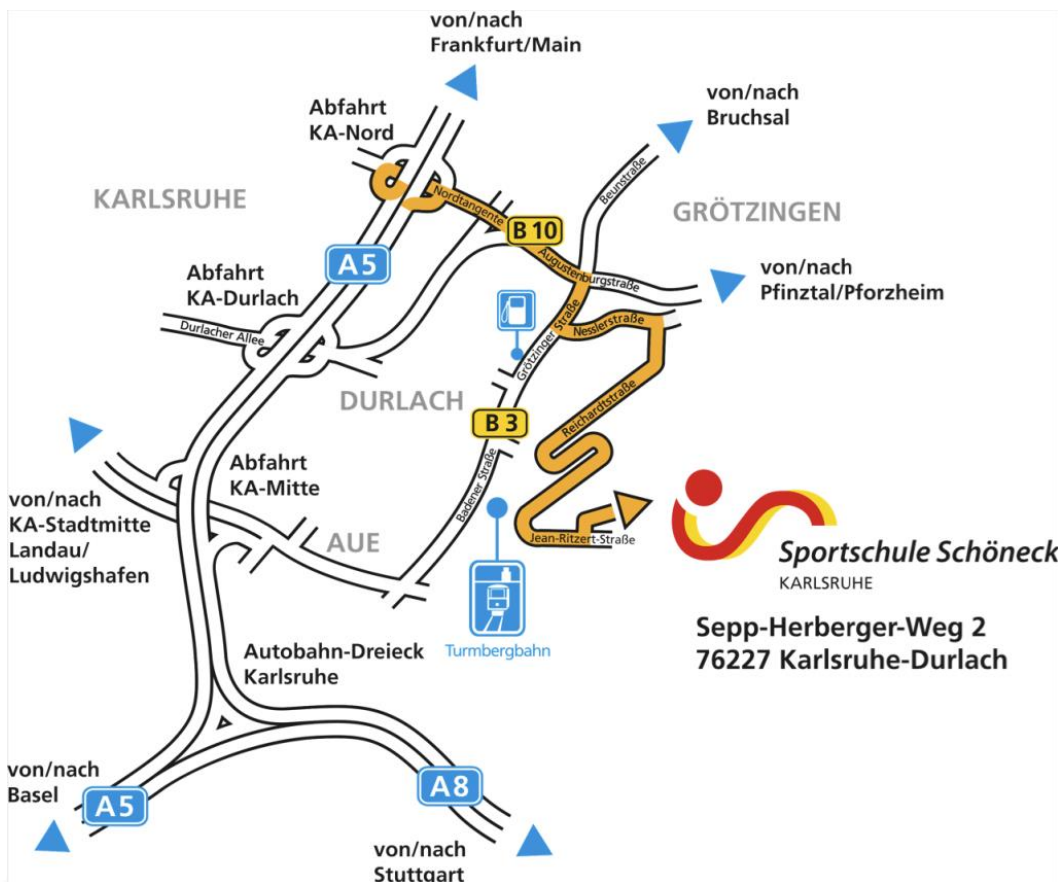 von/nach
Frankfurt/Main
Abfahrt
KA-Nord
von/nach
Bruchsal
KARLSRUHE
Nordtangente
B 10
Beunstraße
GRÖTZINGEN
A 5
Augustenburgstraße
von/nach
Pfinztal/Pforzheim
Abfahrt
KA-Durlach
Durlacher Allee
Grötzinger Straße
Nesslerstraße
DURLACH
B 3
Reichardtstraße
Abfahrt
KA-Mitte
Badener Straße
von/nach
KA-Stadtmitte
Landau/
Ludwigshafen
AUE
Jean-Ritzert-Straße
Sportschule Schöneck
KARLSRUHE
Turmbergbahn
Sepp-Herberger-Weg 2
76227 Karlsruhe-Durlach
Autobahn-Dreieck
Karlsruhe
von/nach
Basel
A 5
A 8
von/nach
Stuttgart